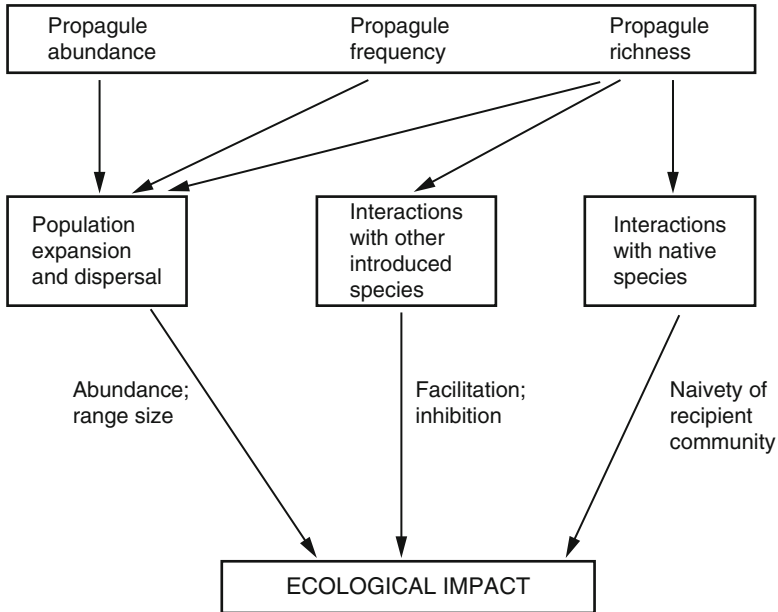 Propagule
abundance
Propagule
frequency
Propagule
richness
Population
expansion
and dispersal
Interactions
with other
introduced
species
Interactions
with native
species
Abundance;
range size
Facilitation;
inhibition
Naivety of
recipient
community
ECOLOGICAL IMPACT